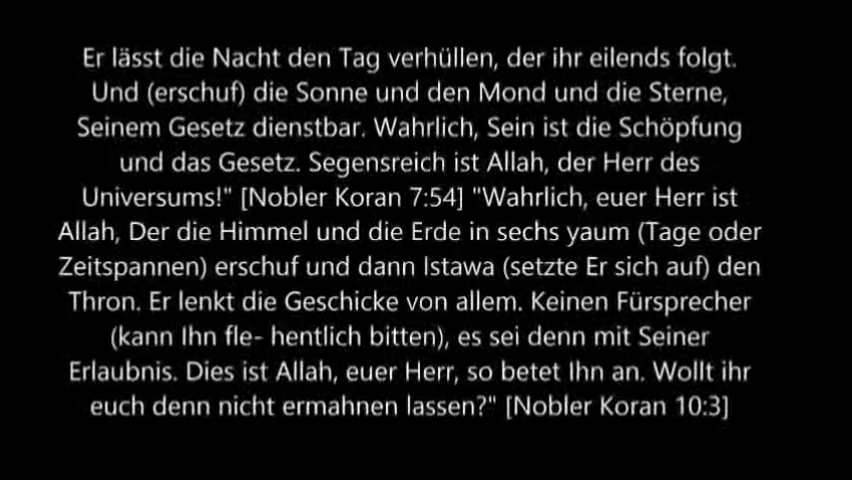 Er lässt die Nacht den Tag verhüllen, der ihr eilends folgt.
Und (erschuf) die Sonne und den Mond und die Sterne,
Seinem Gesetz dienstbar. Wahrlich, Sein ist die Schöpfung
und das Gesetz. Segensreich ist Allah, der Herr des
Universums!" [Nobler Koran 7:54] "Wahrlich, euer Herr ist
Allah, Der die Himmel und die Erde in sechs yaum (Tage oder
Zeitspannen) erschuf und dann Istawa (setzte Er sich auf) den
Thron. Er lenkt die Geschicke von allem. Keinen Fürsprecher
(kann Ihn fle- hentlich bitten), es sei denn mit Seiner
Erlaubnis. Dies ist Allah, euer Herr, so betet Ihn an. Wollt ihr
euch denn nicht ermahnen lassen?" [Nobler Koran 10:3]